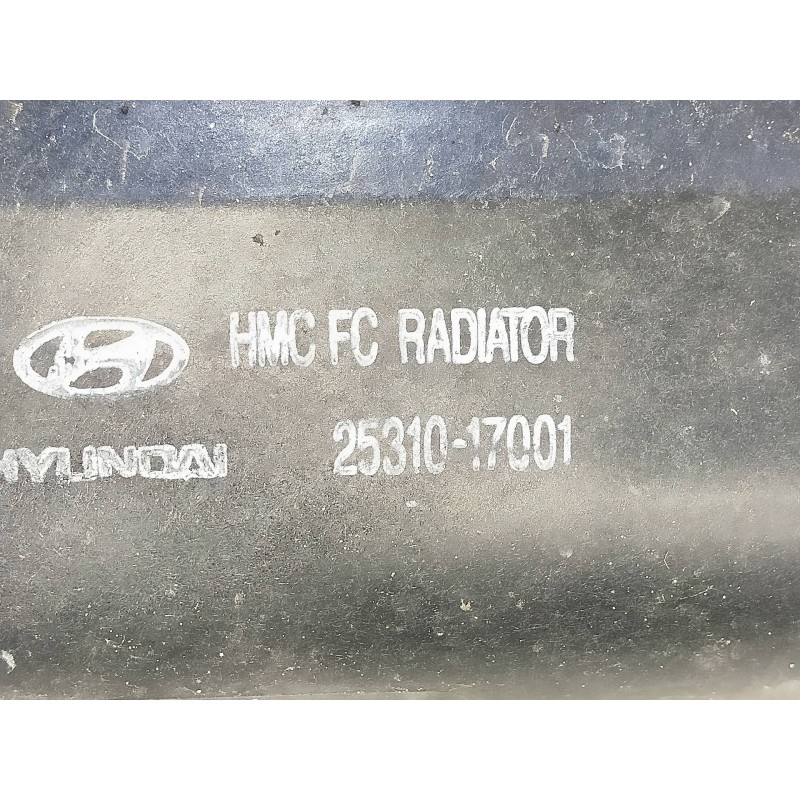 HMC FC RADIATOR
HYUNDAI 25310-17001